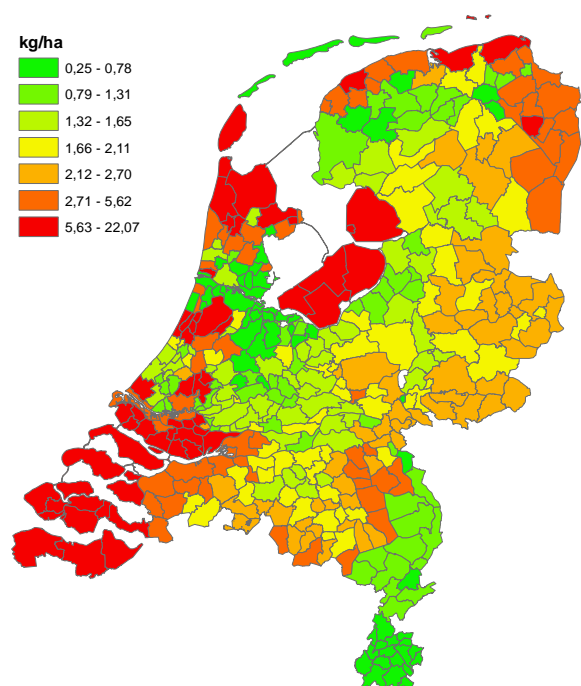 kg/ha
0,25 - 0,78
0,79 - 1,31
1,32 - 1,65
1,66 - 2,11
2,12 - 2,70
2,71 - 5,62
5,63 - 22,07